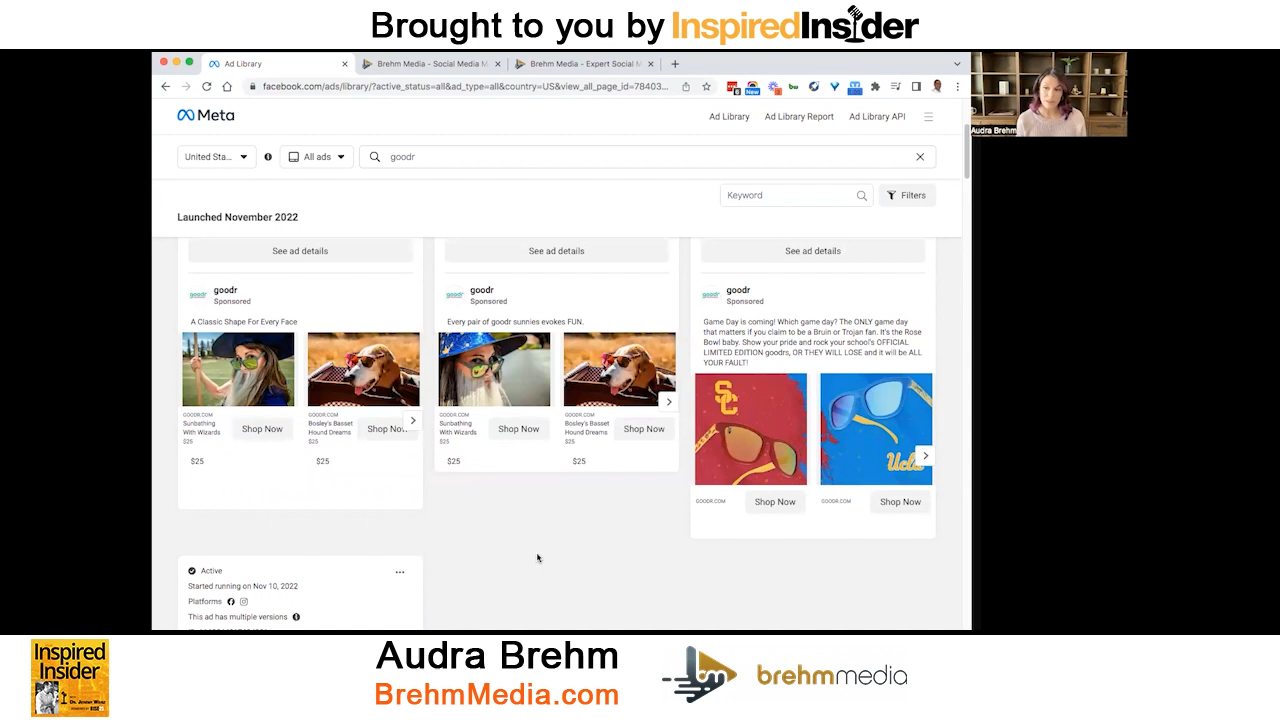 Brought to you by InspiredInsider
Ad Library
Brehm Media - Social Media M
Brehm Media - Expert Social M
facebook.com/ads/library/?active_status=all&ad_type=all&country=US&view_all_page_id=78403...
New
Meta
Ad Library
Ad Library Report
Ad Library API
United Sta...
All ads
goodr
Keyword
Filters
Launched November 2022
See ad details
See ad details
See ad details
goodr
Sponsored
A Classic Shape For Every Face
GOODR.COM
Sunbathing
With Wizards
$25
Shop Now
$25
GOODR.COM
Bosley's Basset
Hound Dreams
$25
Shop Now
$25
goodr
Sponsored
Every pair of goodr sunnies evokes FUN.
GOODR.COM
Sunbathing
With Wizards
$25
Shop Now
$25
GOODR.COM
Bosley's Basset
Hound Dreams
$25
Shop Now
$25
goodr
Sponsored
Game Day is coming! Which game day? The ONLY game day
that matters if you claim to be a Bruin or Trojan fan. It's the Rose
Bowl baby. Show your pride and rock your school's OFFICIAL
LIMITED EDITION goodrs, OR THEY WILL LOSE and it will be ALL
YOUR FAULT!
SC
Ucla
GOODR.COM
Shop Now
GOODR.COM
Shop Now
Active
Started running on Nov 10, 2022
Platforms
This ad has multiple versions
Audra Brehm
Inspired
Insider
Audra Brehm
BrehmMedia.com
bm
brehmmedia